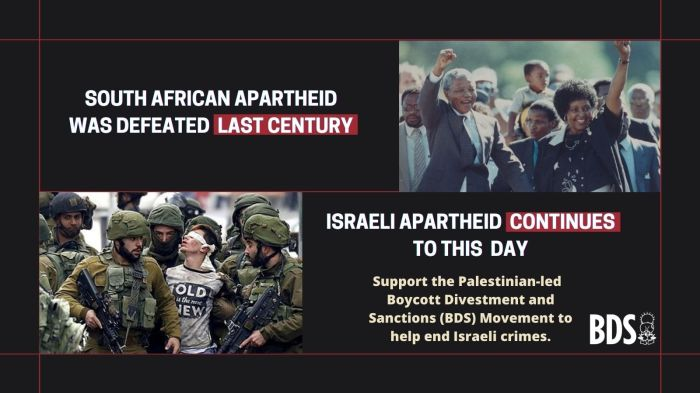 SOUTH AFRICAN APARTHEID
WAS DEFEATED LAST CENTURY
ISRAELI APARTHEID CONTINUES
TO THIS DAY
Support the Palestinian-led
Boycott Divestment and
Sanctions (BDS) Movement to
help end Israeli crimes.
BDS
OLD
is the new
NEW